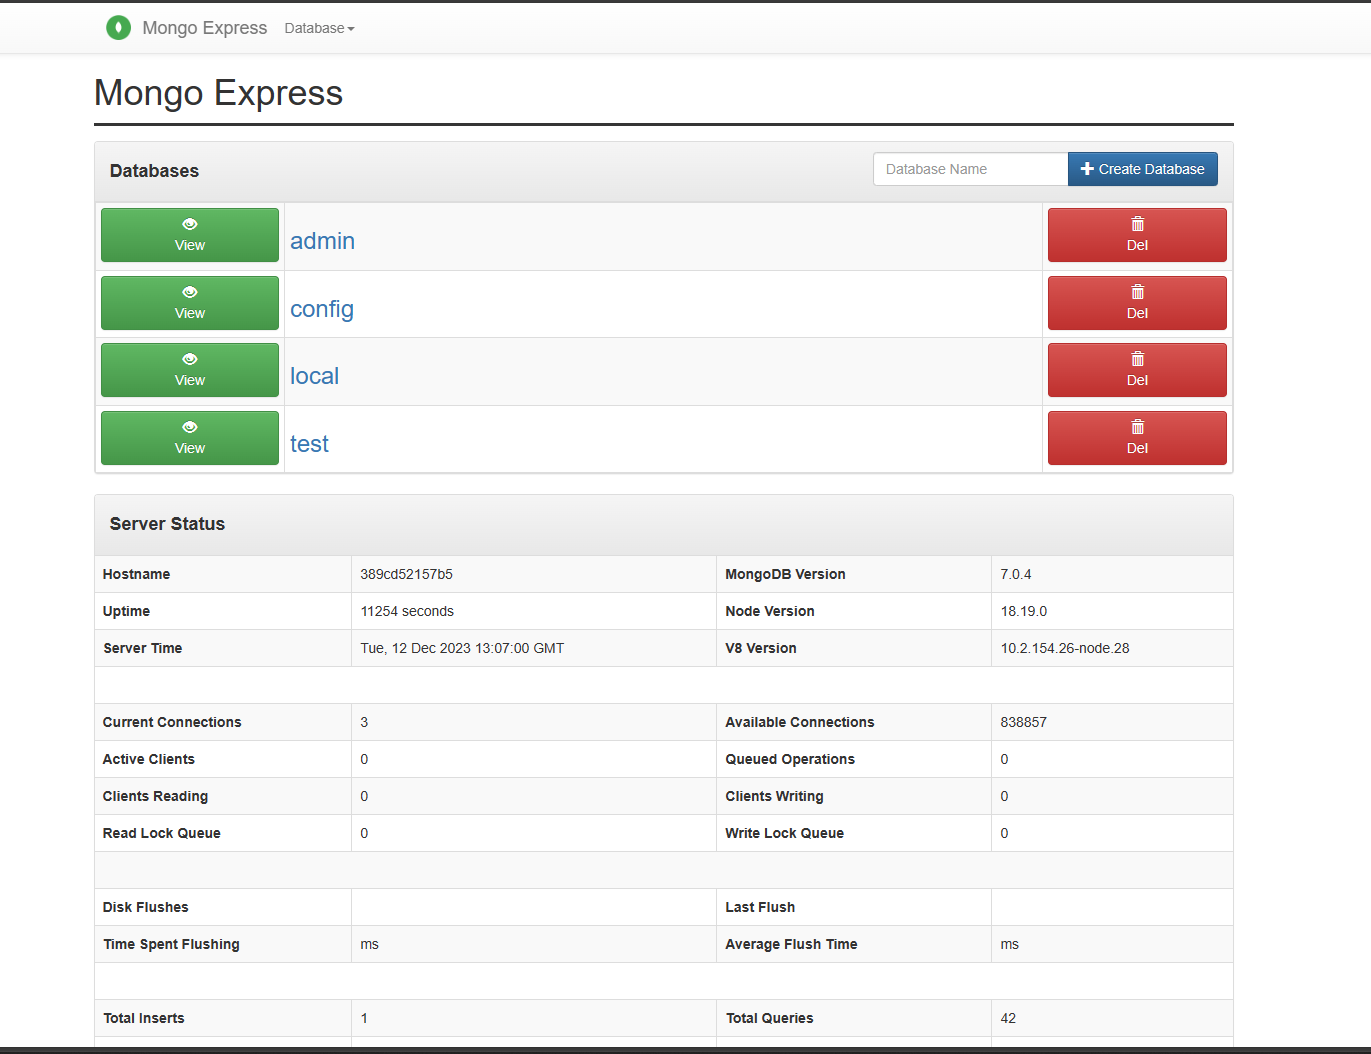 Mongo Express Database
Mongo Express
Databases Database Name Create Database
View admin Del
View config Del
View local Del
View test Del
Server Status
Hostname 389cd52157b5 MongoDB Version 7.0.4
Uptime 11254 seconds Node Version 18.19.0
Server Time Tue, 12 Dec 2023 13:07:00 GMT V8 Version 10.2.154.26-node.28
Current Connections 3 Available Connections 838857
Active Clients 0 Queued Operations 0
Clients Reading 0 Clients Writing 0
Read Lock Queue 0 Write Lock Queue 0
Disk Flushes Last Flush
Time Spent Flushing ms Average Flush Time ms
Total Inserts 1 Total Queries 42